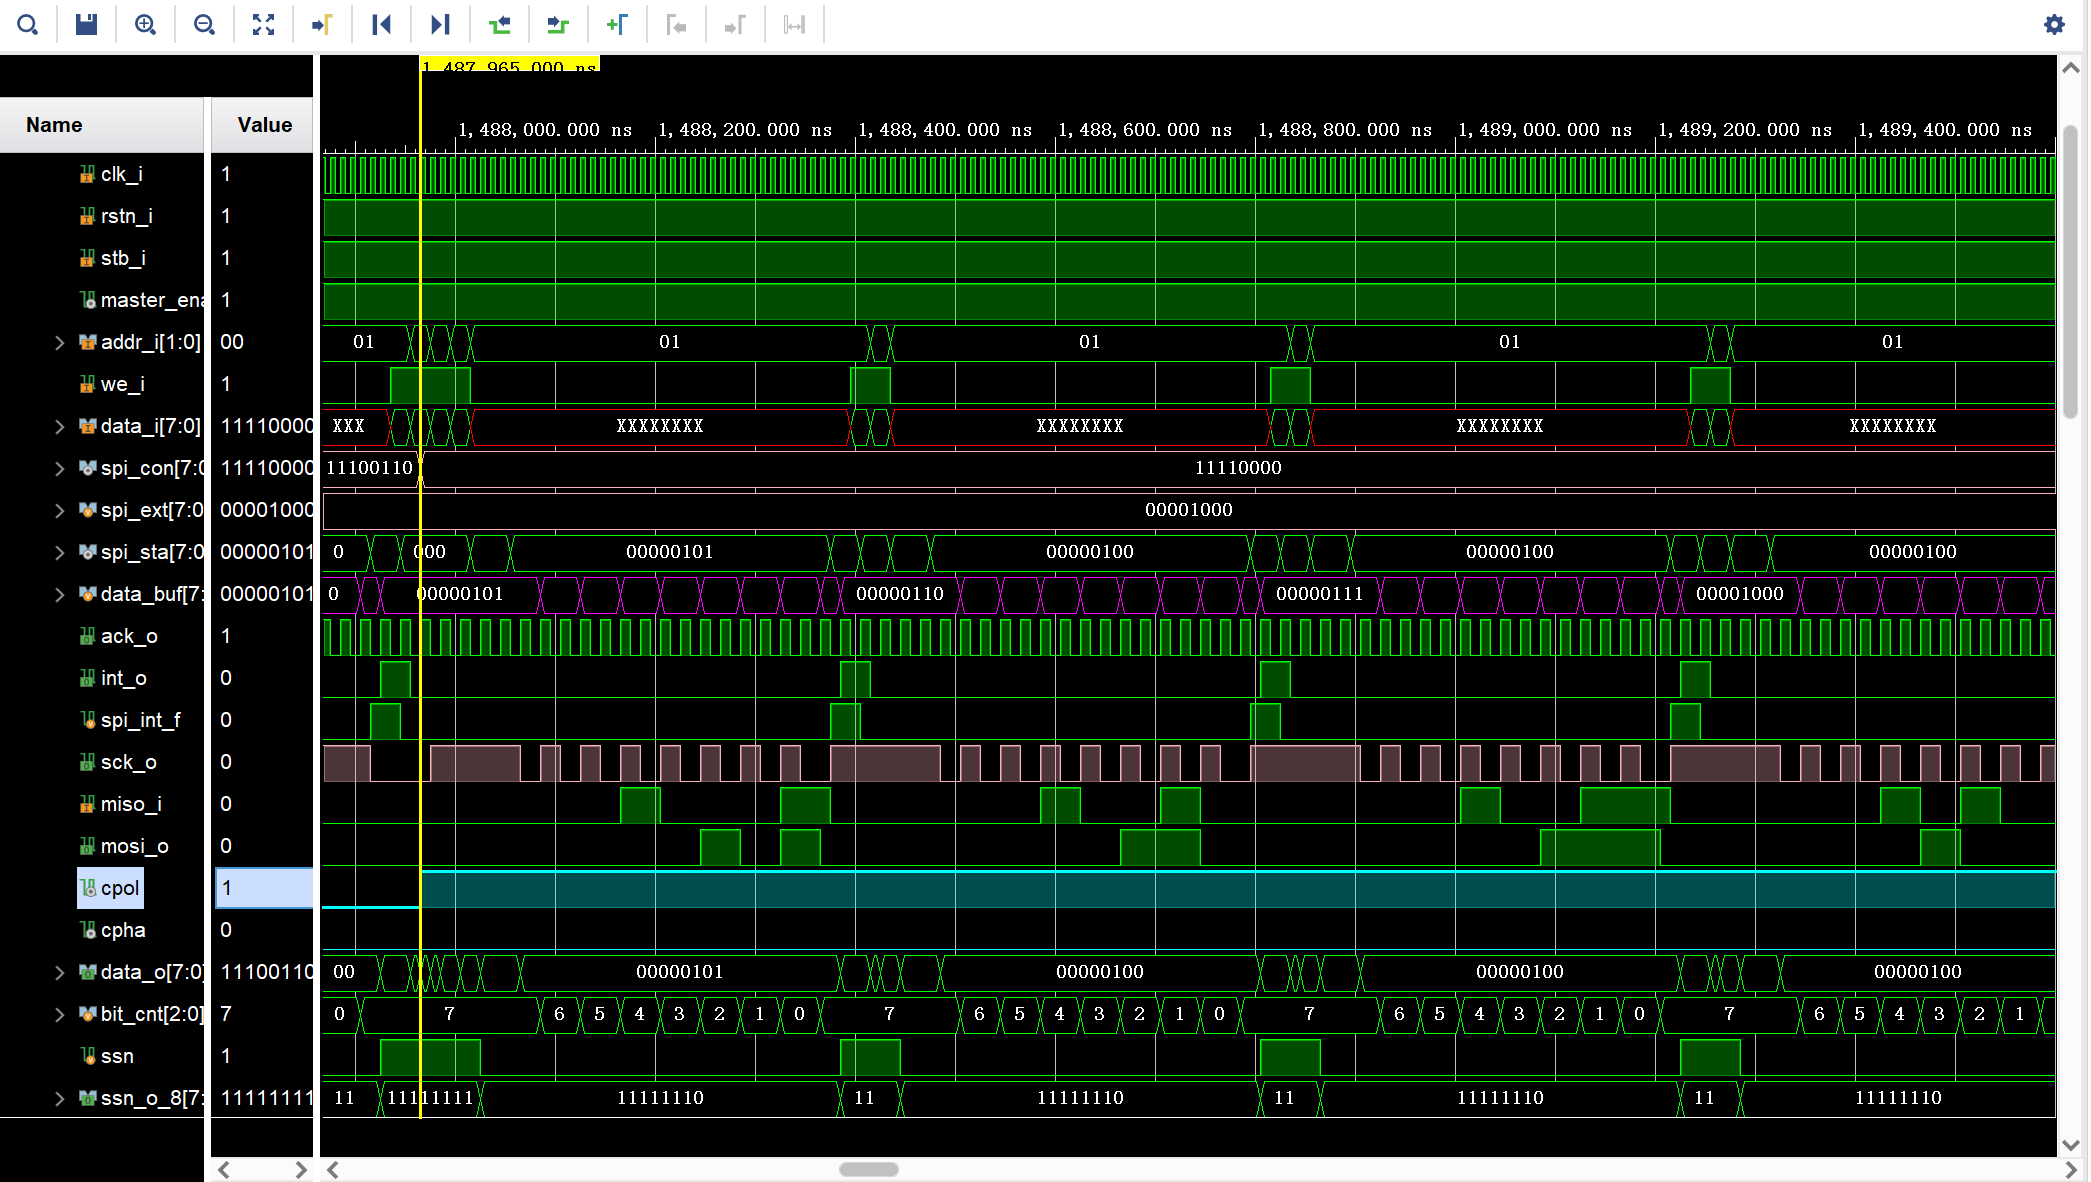 1,487,965.000 ns
Name Value
1,488,000.000 ns 1,488,200.000 ns 1,488,400.000 ns 1,488,600.000 ns 1,488,800.000 ns 1,489,000.000 ns 1,489,200.000 ns 1,489,400.000 ns
clk_i 1
rstn_i 1
stb_i 1
master_ena 1
addr_i[1:0] 00 01 01 01 01 01
we_i 1
data_i[7:0] 11110000 XXX XXXXXXXX XXXXXXXX XXXXXXXX XXXXXXXX
spi_con[7:0 11110000 11100110 11110000
spi_ext[7:0 00001000 00001000
spi_sta[7:0 00000101 0 000 00000101 00000100 00000100 00000100
data_buf[7: 00000101 0 00000101 00000110 00000111 00001000
ack_o 1
int_o 0
spi_int_f 0
sck_o 0
miso_i 0
mosi_o 0
cpol 1
cpha 0
data_o[7:0] 11100110 00 00000101 00000100 00000100 00000100
bit_cnt[2:0] 7 0 7 6 5 4 3 2 1 0 7 6 5 4 3 2 1 0 7 6 5 4 3 2 1 0 7 6 5 4 3 2 1
ssn 1
ssn_o_8[7: 11111111 11 11111111 11111110 11 11111110 11 11111110 11 11111110